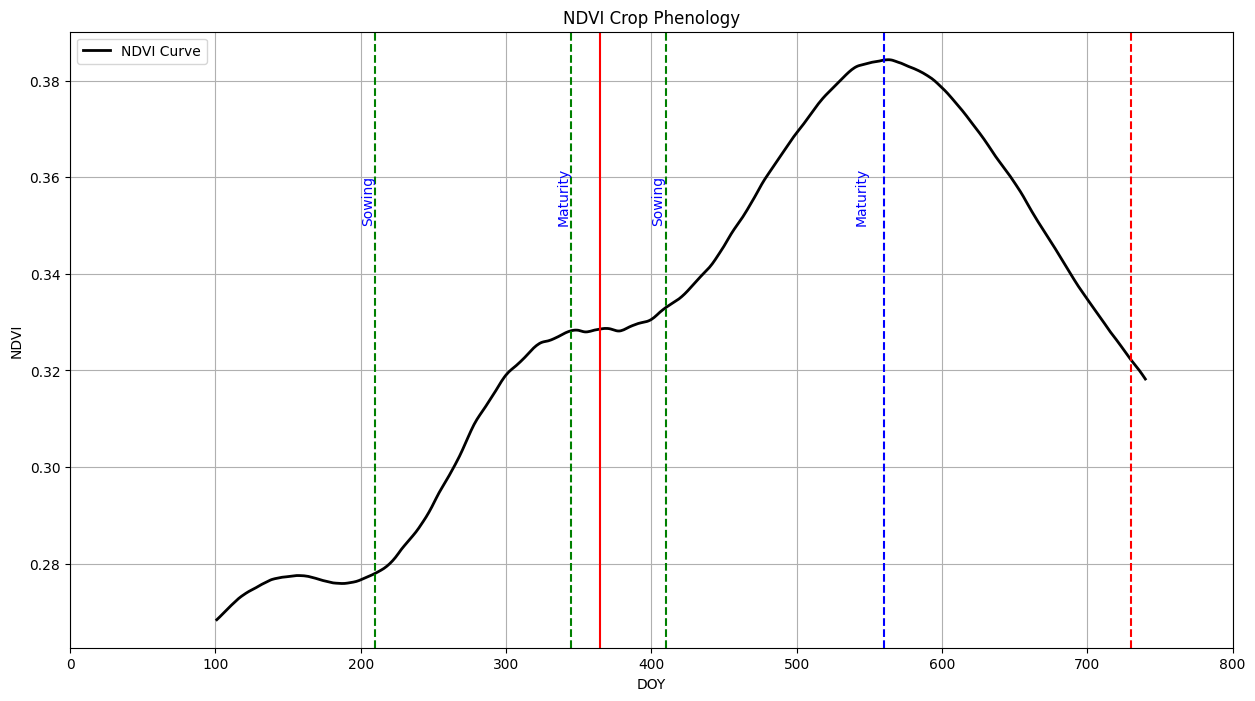 NDVI Crop Phenology
NDVI Curve
0.38
0.36
0.34
0.32
0.30
0.28
NDVI
Sowing
Maturity
Sowing
Maturity
0 100 200 300 400 500 600 700 800
DOY